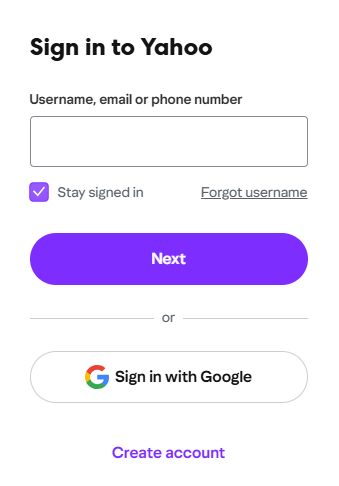 Sign in to Yahoo
Username, email or phone number
Stay signed in
Forgot username
Next
or
Sign in with Google
Create account